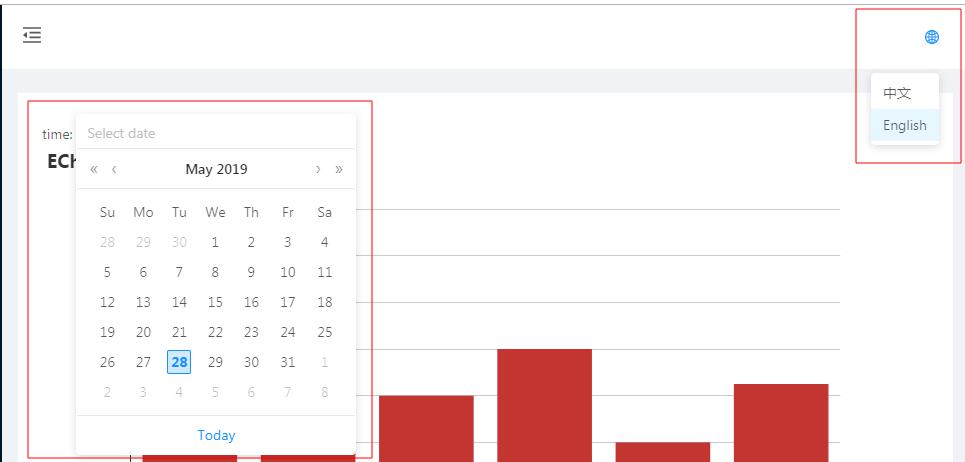 中文
English
time:
Select date
ECH
« ‹ May 2019 › »
Su Mo Tu We Th Fr Sa
28 29 30 1 2 3 4
5 6 7 8 9 10 11
12 13 14 15 16 17 18
19 20 21 22 23 24 25
26 27 28 29 30 31 1
2 3 4 5 6 7 8
Today